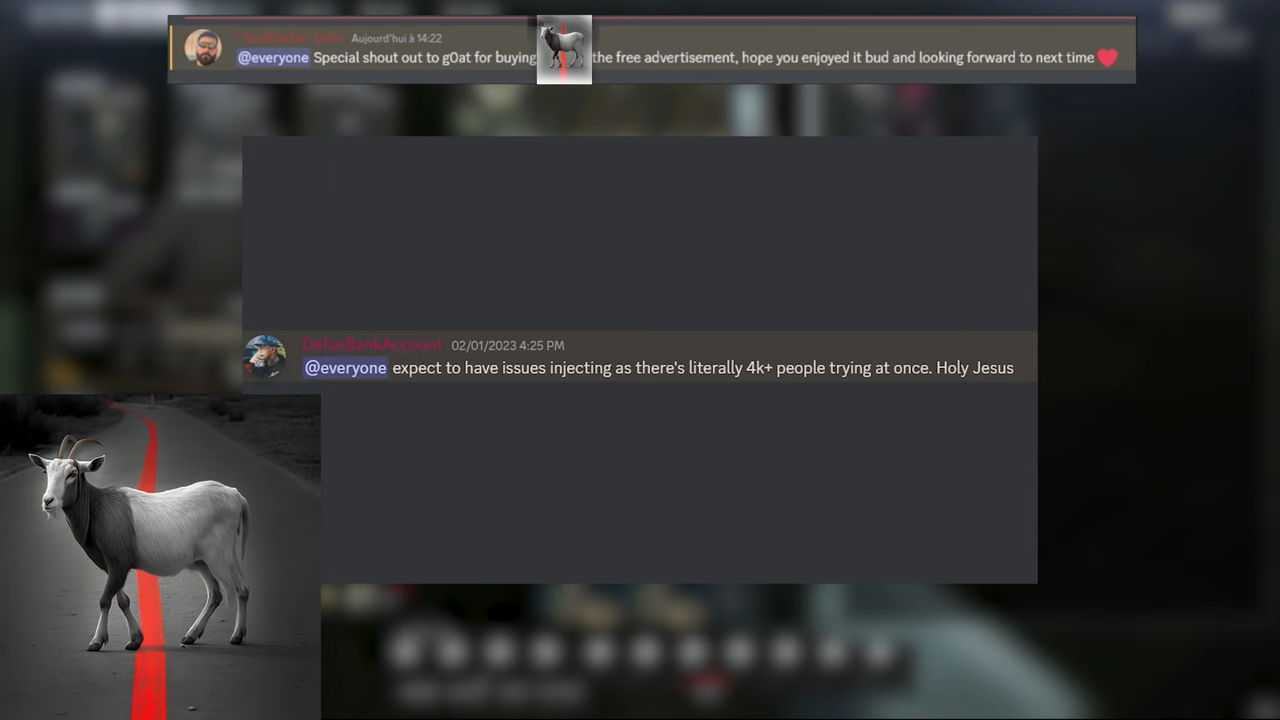 Aujourd'hui à 14:22
@everyone Special shout out to g0at for buying the free advertisement, hope you enjoyed it bud and looking forward to next time
DefosBankAccount 02/01/2023 4:25 PM
@everyone expect to have issues injecting as there's literally 4k+ people trying at once. Holy Jesus